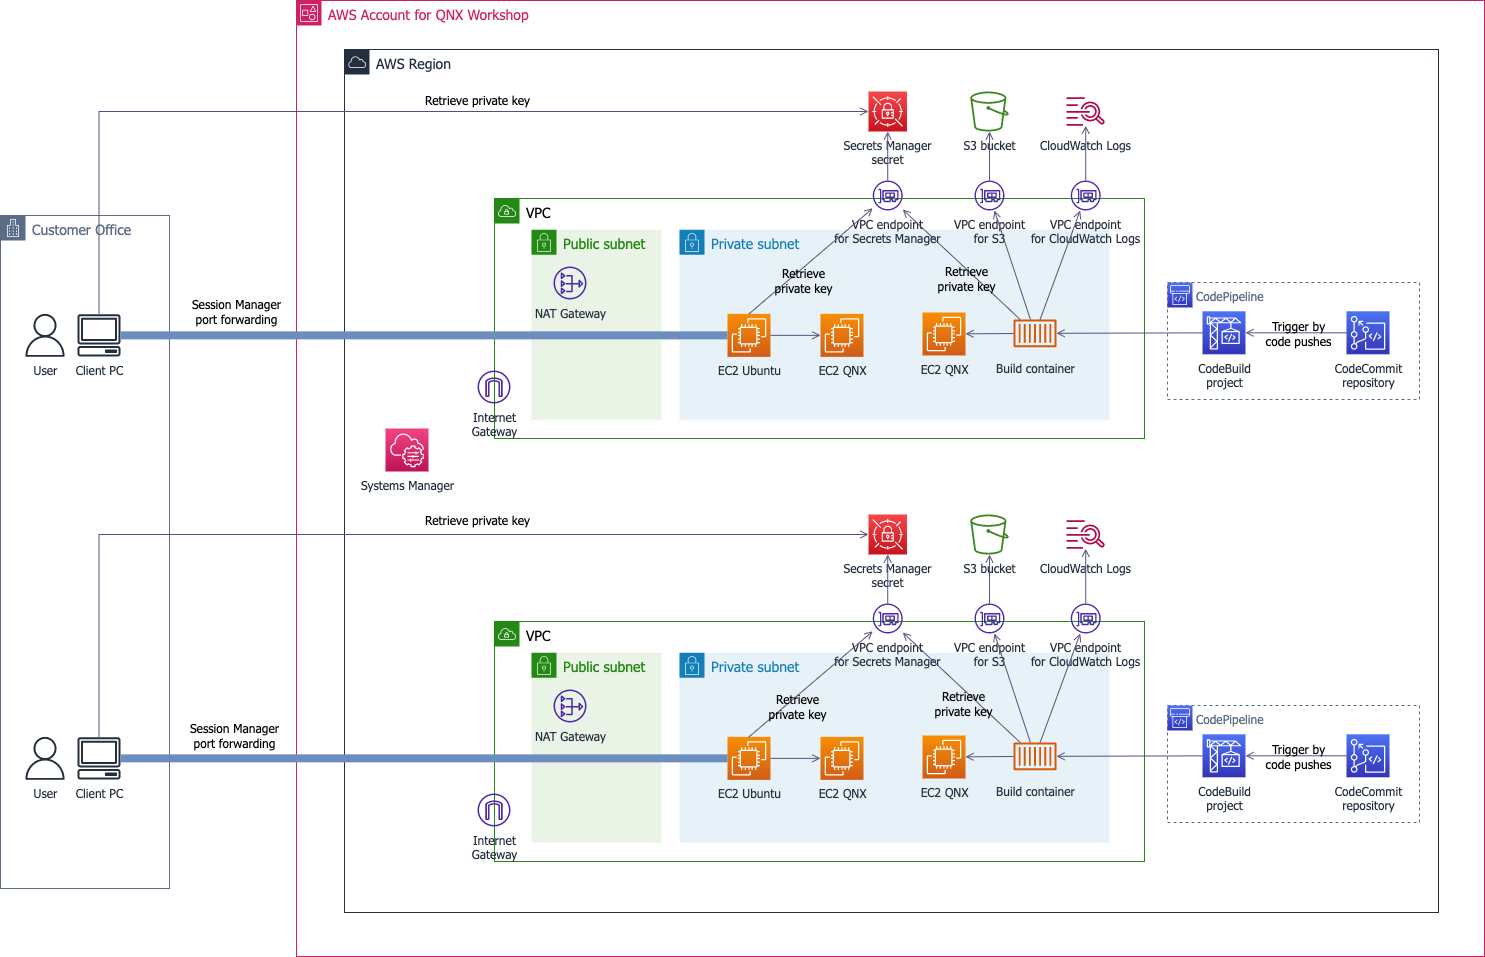 AWS Account for QNX Workshop
AWS Region
Retrieve private key
Secrets Manager
secret
S3 bucket
CloudWatch Logs
Customer Office
VPC
VPC endpoint
for Secrets Manager
VPC endpoint
for S3
VPC endpoint
for CloudWatch Logs
Public subnet
Private subnet
NAT Gateway
Retrieve
private key
Retrieve
private key
Session Manager
port forwarding
User
Client PC
EC2 Ubuntu
EC2 QNX
EC2 QNX
Build container
CodePipeline
CodeBuild
project
Trigger by
code pushes
CodeCommit
repository
Internet
Gateway
Systems Manager
Retrieve private key
Secrets Manager
secret
S3 bucket
CloudWatch Logs
VPC
VPC endpoint
for Secrets Manager
VPC endpoint
for S3
VPC endpoint
for CloudWatch Logs
Public subnet
Private subnet
NAT Gateway
Retrieve
private key
Retrieve
private key
Session Manager
port forwarding
User
Client PC
EC2 Ubuntu
EC2 QNX
EC2 QNX
Build container
CodePipeline
CodeBuild
project
Trigger by
code pushes
CodeCommit
repository
Internet
Gateway